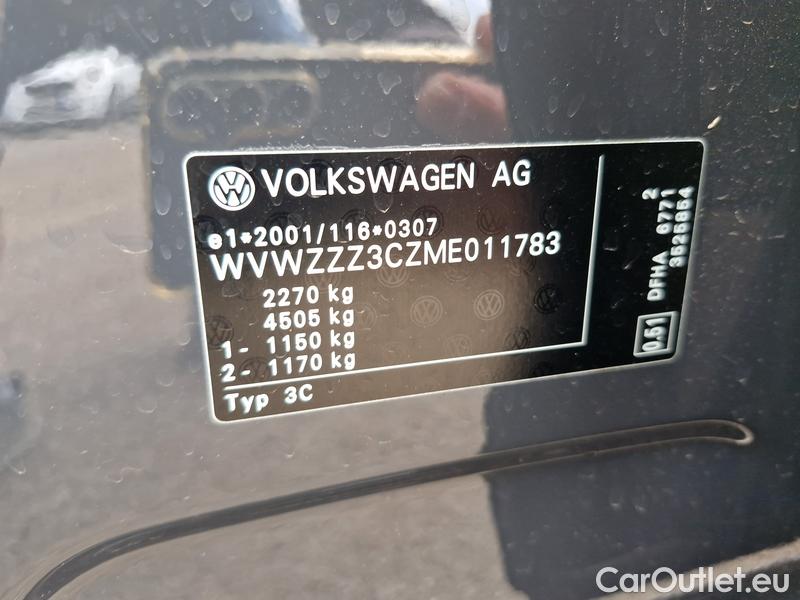 VOLKSWAGEN AG
e1*2001/116*0307
WVWZZZ3CZME011783
2270 kg
4505 kg
1- 1150 kg
2- 1170 kg
Typ 3C
DFHA 6771 2
3525854
0.51
CarOutlet.eu